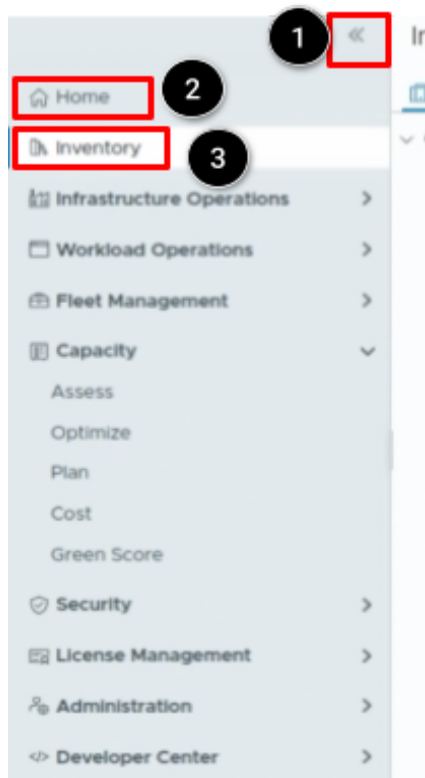 1
In
2
Home
Inventory
3
Infrastructure Operations
Workload Operations
Fleet Management
Capacity
Assess
Optimize
Plan
Cost
Green Score
Security
License Management
Administration
Developer Center